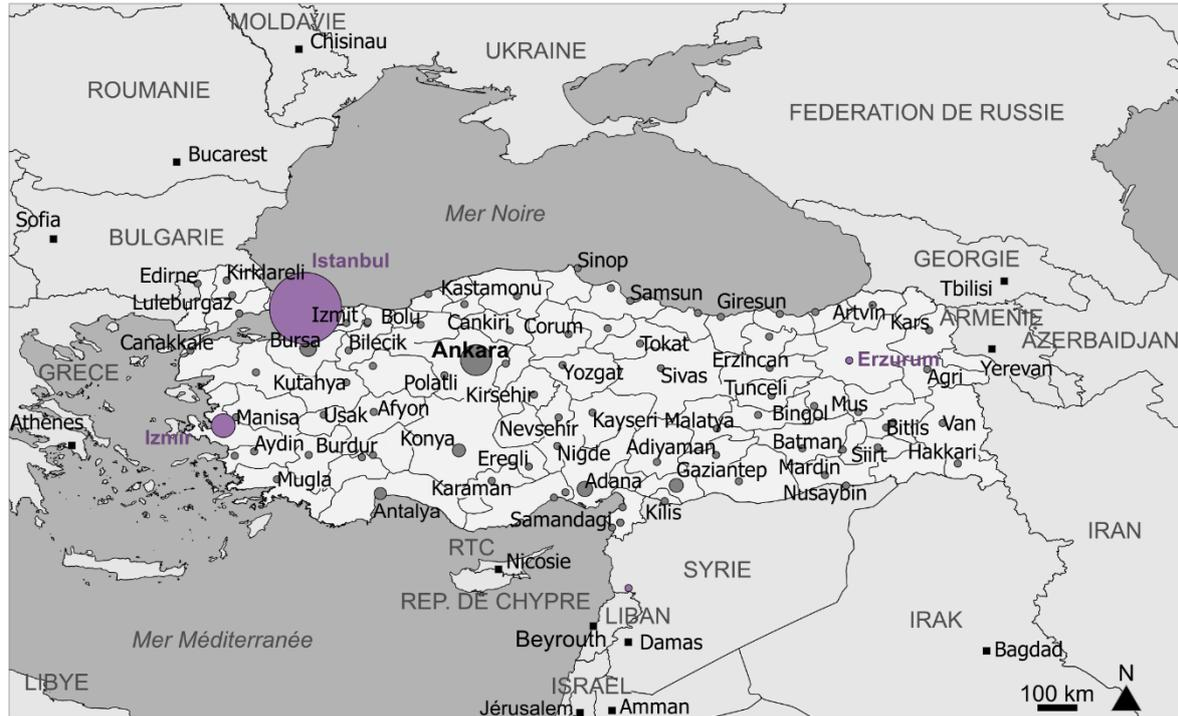 MOLDAVIE
Chisinau
UKRAINE
ROUMANIE
FEDERATION DE RUSSIE
Bucarest
Sofia
Mer Noire
BULGARIE
Istanbul
Sinop
GEORGIE
Edirne
Kirklareli
Kastamonu
Samsun
Tbilisi
Luleburgaz
Izmit
Bolu
Cankiri
Corum
Giresun
Artvin
Kars
ARMENIE
AZERBAIDJAN
Canakkale
Bursa
Bilecik
Ankara
Tokat
Erzincan
Erzurum
GRECE
Kutahya
Polatli
Kirsehir
Yozgat
Sivas
Tunceli
Agri
Yerevan
Athènes
Izmir
Manisa
Usak
Afyon
Nevsehir
Kayseri
Malatya
Bingol
Mus
Bitlis
Van
Aydin
Burdur
Konya
Eregli
Nigde
Adiyaman
Batman
Siirt
Hakkari
Mugla
Karaman
Adana
Gaziantep
Mardin
Nusaybin
Antalya
Samandagi
Kilis
IRAN
RTC
Nicosie
SYRIE
REP. DE CHYPRE
LIBAN
IRAK
Mer Méditerranée
Beyrouth
Damas
Bagdad
LIBYE
ISRAEL
N
100 km
Jérusalem
Amman